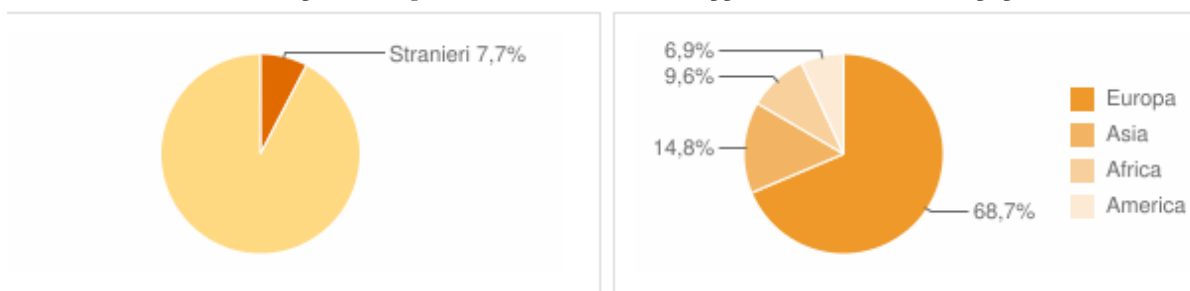 Stranieri 7,7%
6,9%
9,6%
14,8%
68,7%
Europa
Asia
Africa
America